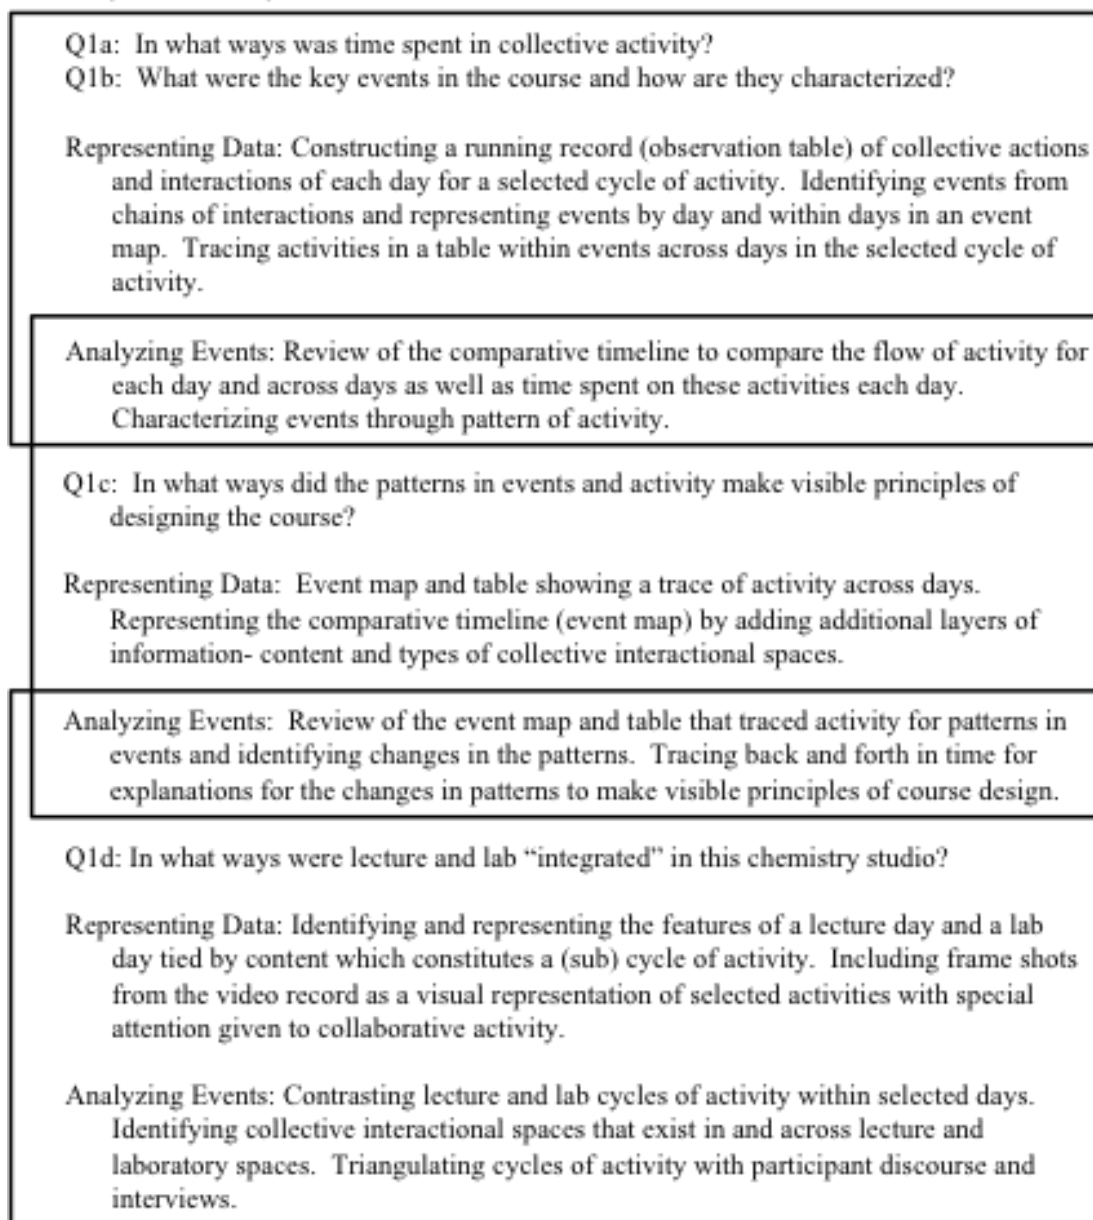 Q1a: In what ways was time spent in collective activity?
Q1b: What were the key events in the course and how are they characterized?
Representing Data: Constructing a running record (observation table) of collective actions
and interactions of each day for a selected cycle of activity. Identifying events from
chains of interactions and representing events by day and within days in an event
map. Tracing activities in a table within events across days in the selected cycle of
activity.
Analyzing Events: Review of the comparative timeline to compare the flow of activity for
each day and across days as well as time spent on these activities each day.
Characterizing events through pattern of activity.
Q1c: In what ways did the patterns in events and activity make visible principles of
designing the course?
Representing Data: Event map and table showing a trace of activity across days.
Representing the comparative timeline (event map) by adding additional layers of
information- content and types of collective interactional spaces.
Analyzing Events: Review of the event map and table that traced activity for patterns in
events and identifying changes in the patterns. Tracing back and forth in time for
explanations for the changes in patterns to make visible principles of course design.
Q1d: In what ways were lecture and lab “integrated” in this chemistry studio?
Representing Data: Identifying and representing the features of a lecture day and a lab
day tied by content which constitutes a (sub) cycle of activity. Including frame shots
from the video record as a visual representation of selected activities with special
attention given to collaborative activity.
Analyzing Events: Contrasting lecture and lab cycles of activity within selected days.
Identifying collective interactional spaces that exist in and across lecture and
laboratory spaces. Triangulating cycles of activity with participant discourse and
interviews.